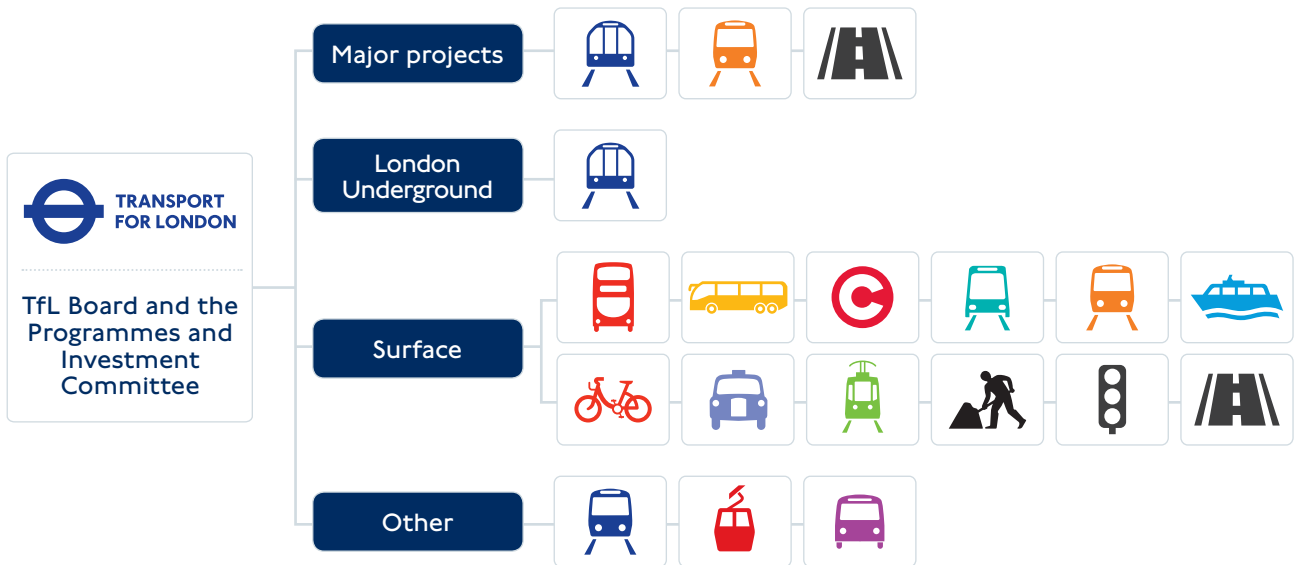 TRANSPORT
FOR LONDON
TfL Board and the
Programmes and
Investment
Committee
Major projects
London
Underground
Surface
Other